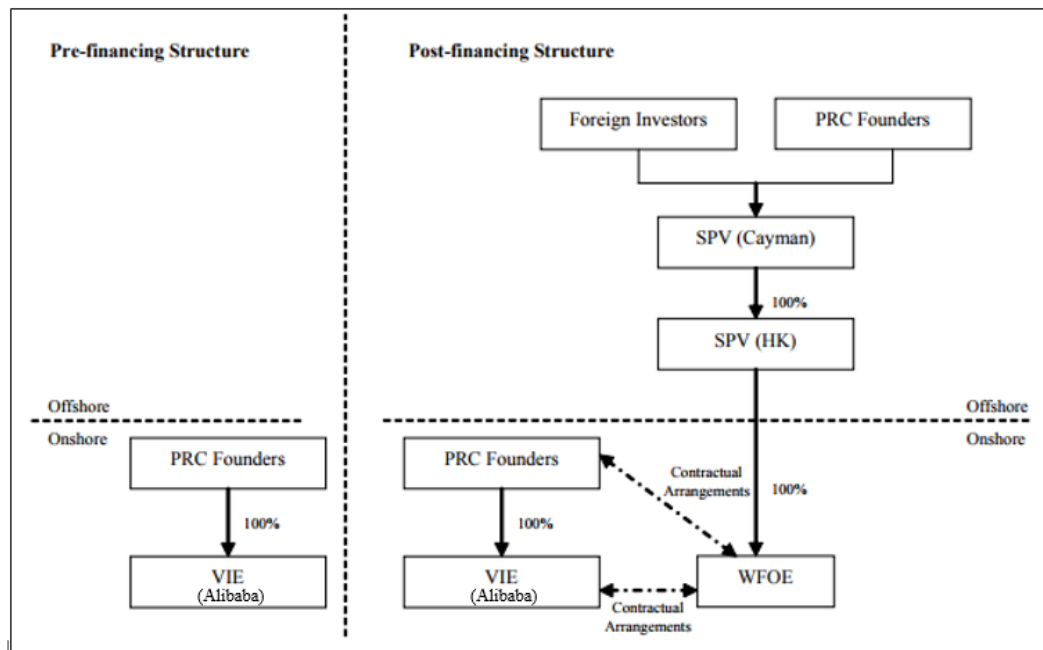 Pre-financing Structure
Post-financing Structure
Foreign Investors
PRC Founders
SPV (Cayman)
100%
SPV (HK)
Offshore
Offshore
Onshore
Onshore
PRC Founders
PRC Founders
Contractual
Arrangements
100%
100%
100%
VIE
(Alibaba)
VIE
(Alibaba)
WFOE
Contractual
Arrangements